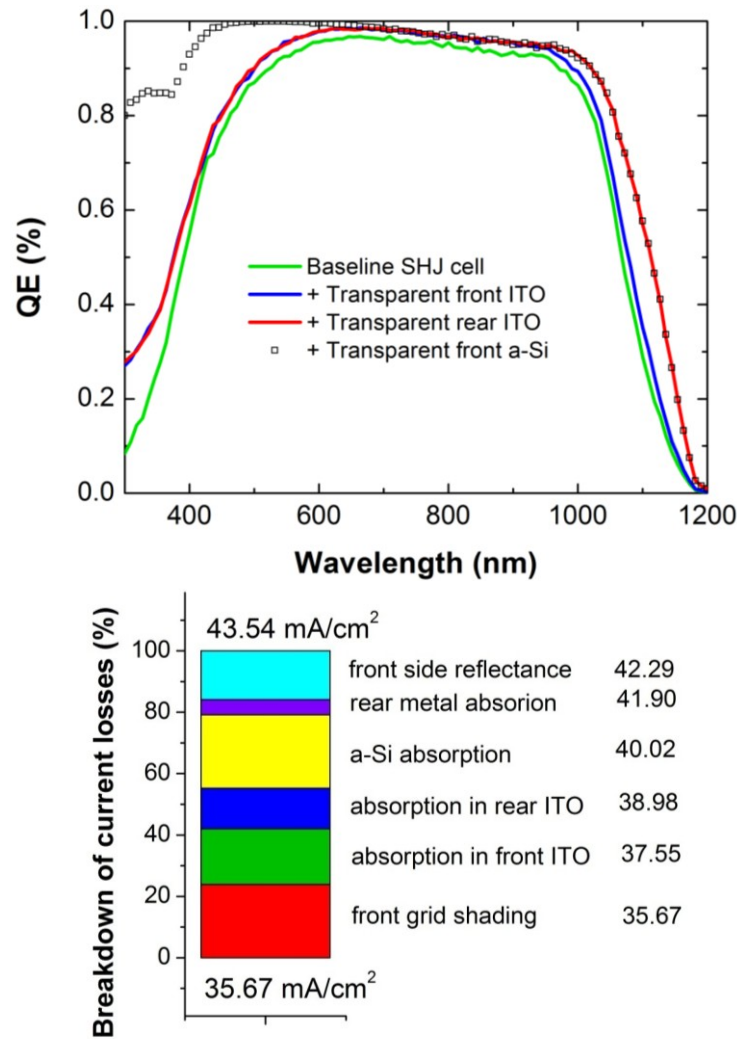 1.0
0.8
0.6
0.4
0.2
0.0
QE (%)
Baseline SHJ cell
+ Transparent front ITO
+ Transparent rear ITO
+ Transparent front a-Si
400 600 800 1000 1200
Wavelength (nm)
Breakdown of current losses (%)
43.54 mA/cm²
100
80
60
40
20
0
front side reflectance 42.29
rear metal absorion 41.90
a-Si absorption 40.02
absorption in rear ITO 38.98
absorption in front ITO 37.55
front grid shading 35.67
35.67 mA/cm²